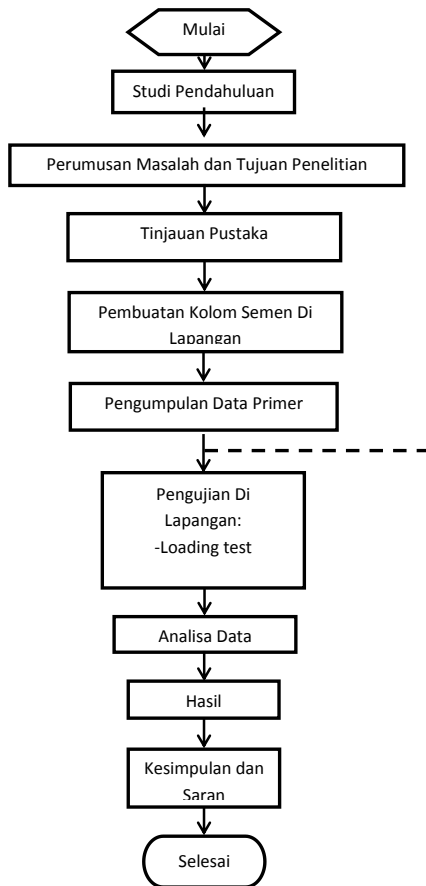 Mulai
Studi Pendahuluan
Perumusan Masalah dan Tujuan Penelitian
Tinjauan Pustaka
Pembuatan Kolom Semen Di
Lapangan
Pengumpulan Data Primer
Pengujian Di
Lapangan:
-Loading test
Analisa Data
Hasil
Kesimpulan dan
Saran
Selesai